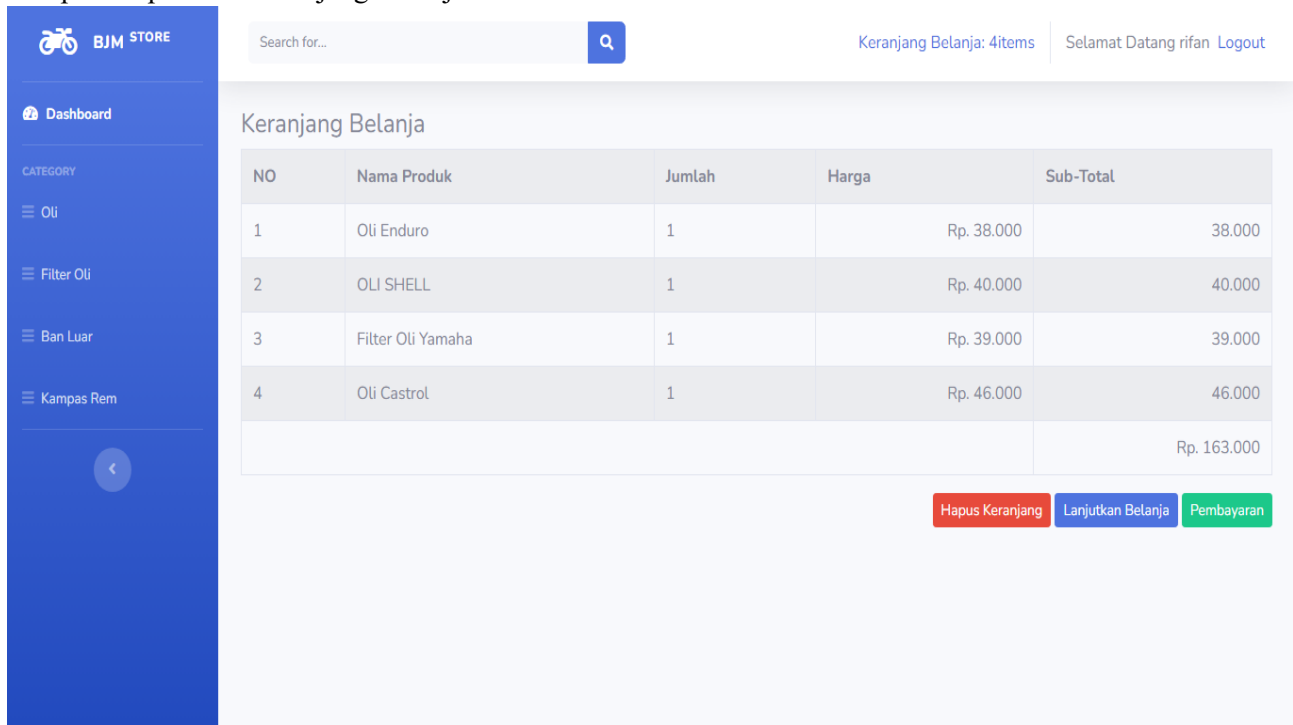 BJM STORE
Search for...
Keranjang Belanja: 4items
Selamat Datang rifan Logout
Dashboard
CATEGORY
Oli
Filter Oli
Ban Luar
Kampas Rem
Keranjang Belanja
NO Nama Produk Jumlah Harga Sub-Total
1 Oli Enduro 1 Rp. 38.000 38.000
2 OLI SHELL 1 Rp. 40.000 40.000
3 Filter Oli Yamaha 1 Rp. 39.000 39.000
4 Oli Castrol 1 Rp. 46.000 46.000
Rp. 163.000
Hapus Keranjang Lanjutkan Belanja Pembayaran